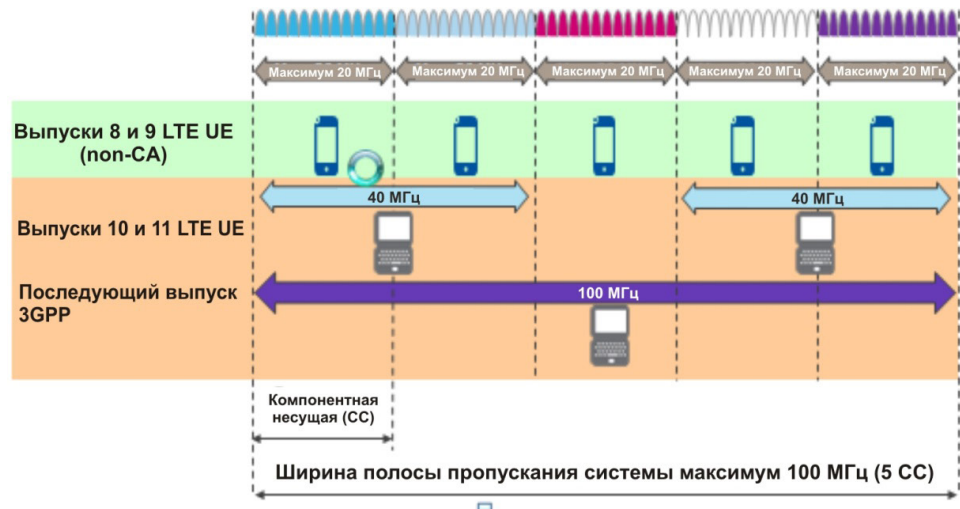 Максимум 20 МГц Максимум 20 МГц Максимум 20 МГц Максимум 20 МГц Максимум 20 МГц
Выпуски 8 и 9 LTE UE
(non-CA)
40 МГц 40 МГц
Выпуски 10 и 11 LTE UE
Последующий выпуск
3GPP
100 МГц
Компонентная
несущая (CC)
Ширина полосы пропускания системы максимум 100 МГц (5 CC)